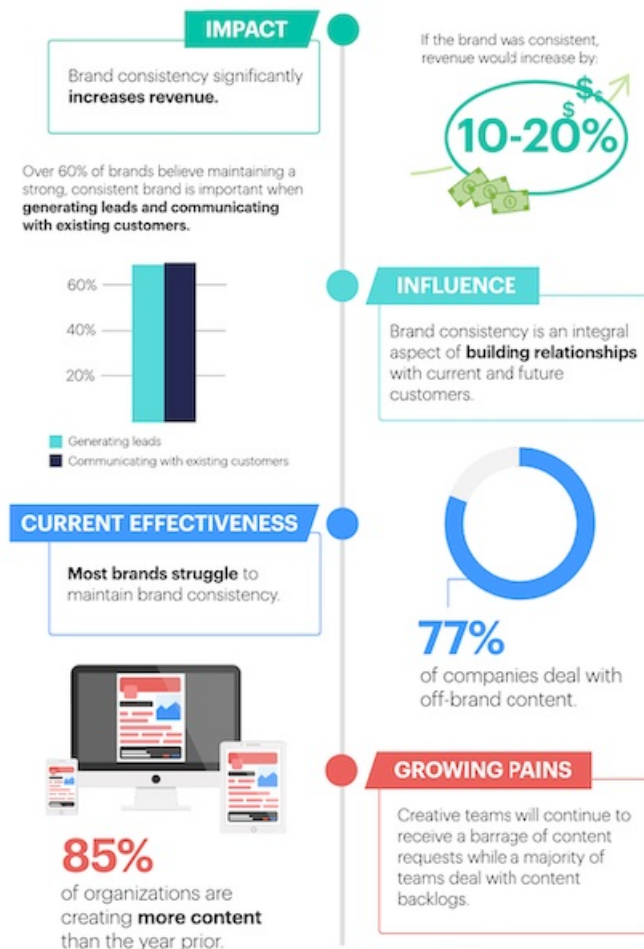 IMPACT
Brand consistency significantly
increases revenue.
If the brand was consistent,
revenue would increase by:
$
$
10-20%
Over 60% of brands believe maintaining a
strong, consistent brand is important when
generating leads and communicating
with existing customers.
60%
40%
20%
Generating leads
Communicating with existing customers
INFLUENCE
Brand consistency is an integral
aspect of building relationships
with current and future
customers.
CURRENT EFFECTIVENESS
Most brands struggle to
maintain brand consistency.
77%
of companies deal with
off-brand content.
85%
of organizations are
creating more content
than the year prior.
GROWING PAINS
Creative teams will continue to
receive a barrage of content
requests while a majority of
teams deal with content
backlogs.